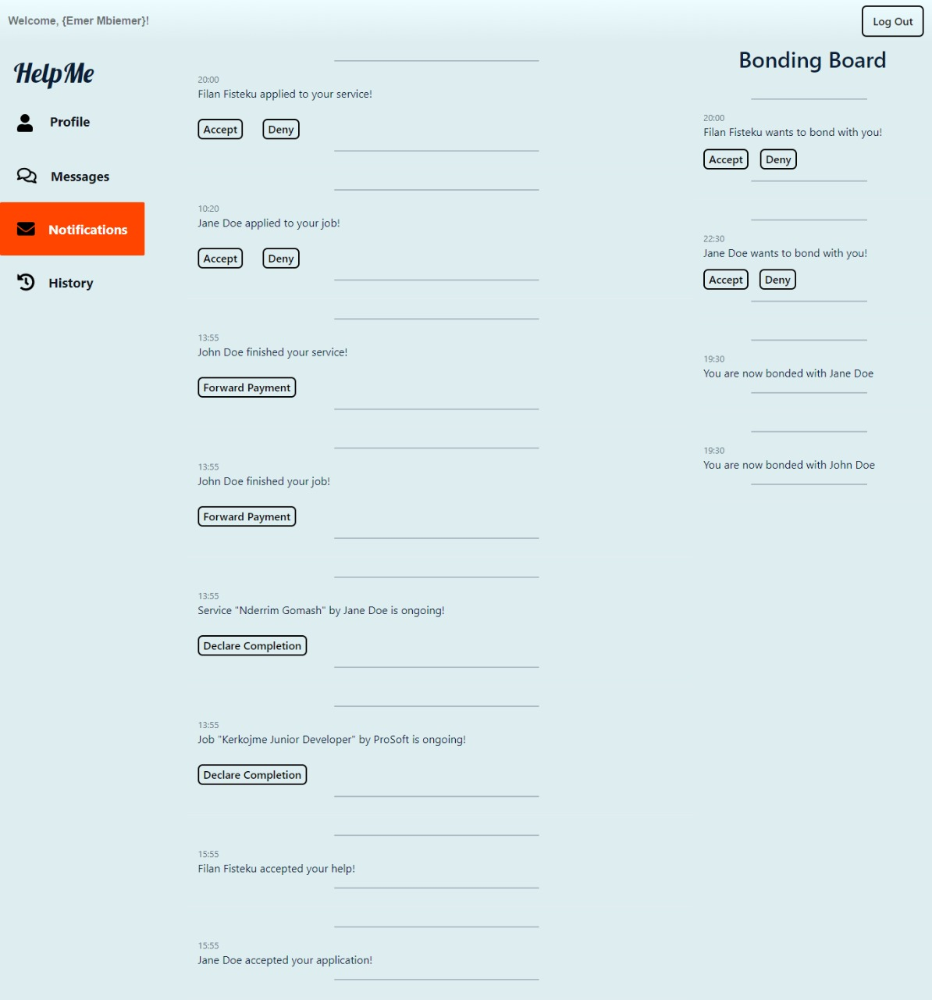 Welcome, {Emer Mbiemer}!
Log Out
HelpMe
Profile
Messages
Notifications
History
20:00
Filan Fisteku applied to your service!
Accept Deny
10:20
Jane Doe applied to your job!
Accept Deny
13:55
John Doe finished your service!
Forward Payment
13:55
John Doe finished your job!
Forward Payment
13:55
Service "Nderrim Gomash" by Jane Doe is ongoing!
Declare Completion
13:55
Job "Kerkojme Junior Developer" by ProSoft is ongoing!
Declare Completion
15:55
Filan Fisteku accepted your help!
15:55
Jane Doe accepted your application!
Bonding Board
20:00
Filan Fisteku wants to bond with you!
Accept Deny
22:30
Jane Doe wants to bond with you!
Accept Deny
19:30
You are now bonded with Jane Doe
19:30
You are now bonded with John Doe